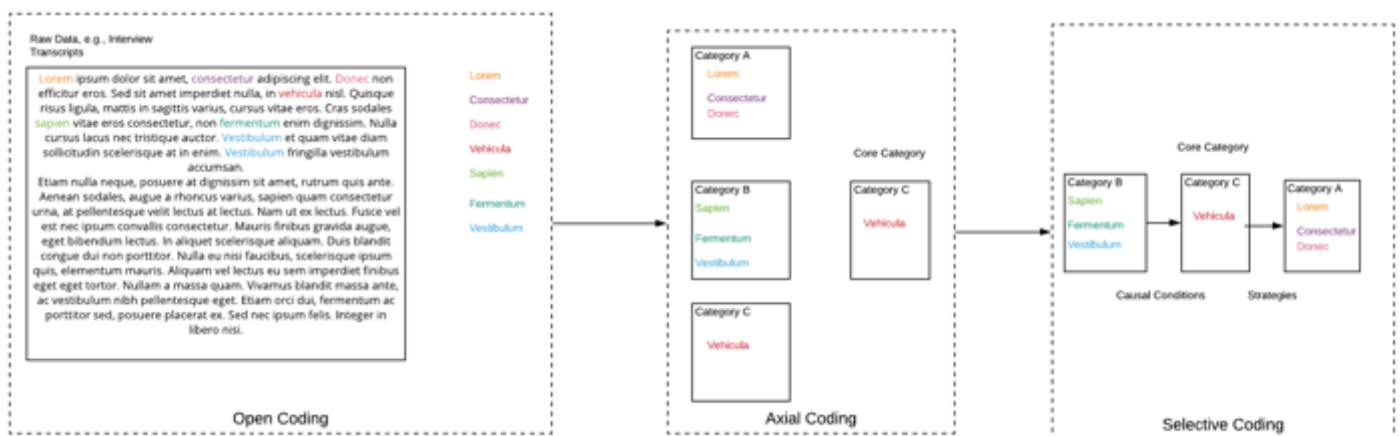 Raw Data, e.g., Interview
Transcripts
Lorem ipsum dolor sit amet, consectetur adipiscing elit. Donec non
efficitur eros. Sed sit amet imperdiet nulla, in vehicula nisl. Quisque
risus ligula, mattis in sagittis varius, cursus vitae eros. Cras sodales
sapien vitae eros consectetur, non fermentum enim dignissim. Nulla
cursus lacus nec tristique auctor. Vestibulum et quam vitae diam
sollicitudin scelerisque at in enim. Vestibulum fringilla vestibulum
accumsan.
Etiam nulla neque, posuere at dignissim sit amet, rutrum quis ante.
Aenean sodales, augue a rhoncus varius, sapien quam consectetur
urna, at pellentesque velit lectus at lectus. Nam ut ex lectus. Fusce vel
est nec ipsum convallis consectetur. Mauris finibus gravida augue,
eget bibendum lectus. In aliquet scelerisque aliquam. Duis blandit
congue dui non porttitor. Nulla eu nisi faucibus, scelerisque ipsum
quis, elementum mauris. Aliquam vel lectus eu sem imperdiet finibus
eget eget tortor. Nullam a massa quam. Vivamus blandit massa ante,
ac vestibulum nibh pellentesque eget. Etiam orci dui, fermentum ac
porttitor sed, posuere placerat ex. Sed nec ipsum felis. Integer in
libero nisi.
Lorem
Consectetur
Donec
Vehicula
Sapien
Fermentum
Vestibulum
Open Coding
Category A
Lorem
Consectetur
Donec
Category B
Sapien
Fermentum
Vestibulum
Category C
Vehicula
Core Category
Category C
Vehicula
Axial Coding
Core Category
Category B
Sapien
Fermentum
Vestibulum
Category C
Vehicula
Category A
Lorem
Consectetur
Donec
Causal Conditions
Strategies
Selective Coding